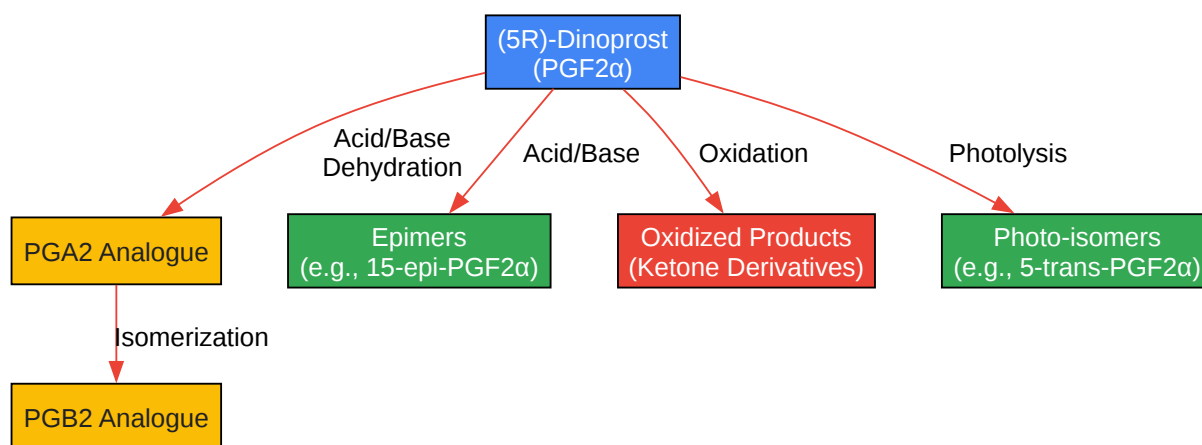 (5R)-Dinoprost
(PGF2α)
Acid/Base
Dehydration
Acid/Base
Oxidation
Photolysis
PGA2 Analogue
Epimers
(e.g., 15-epi-PGF2α)
Oxidized Products
(Ketone Derivatives)
Photo-isomers
(e.g., 5-trans-PGF2α)
Isomerization
PGB2 Analogue